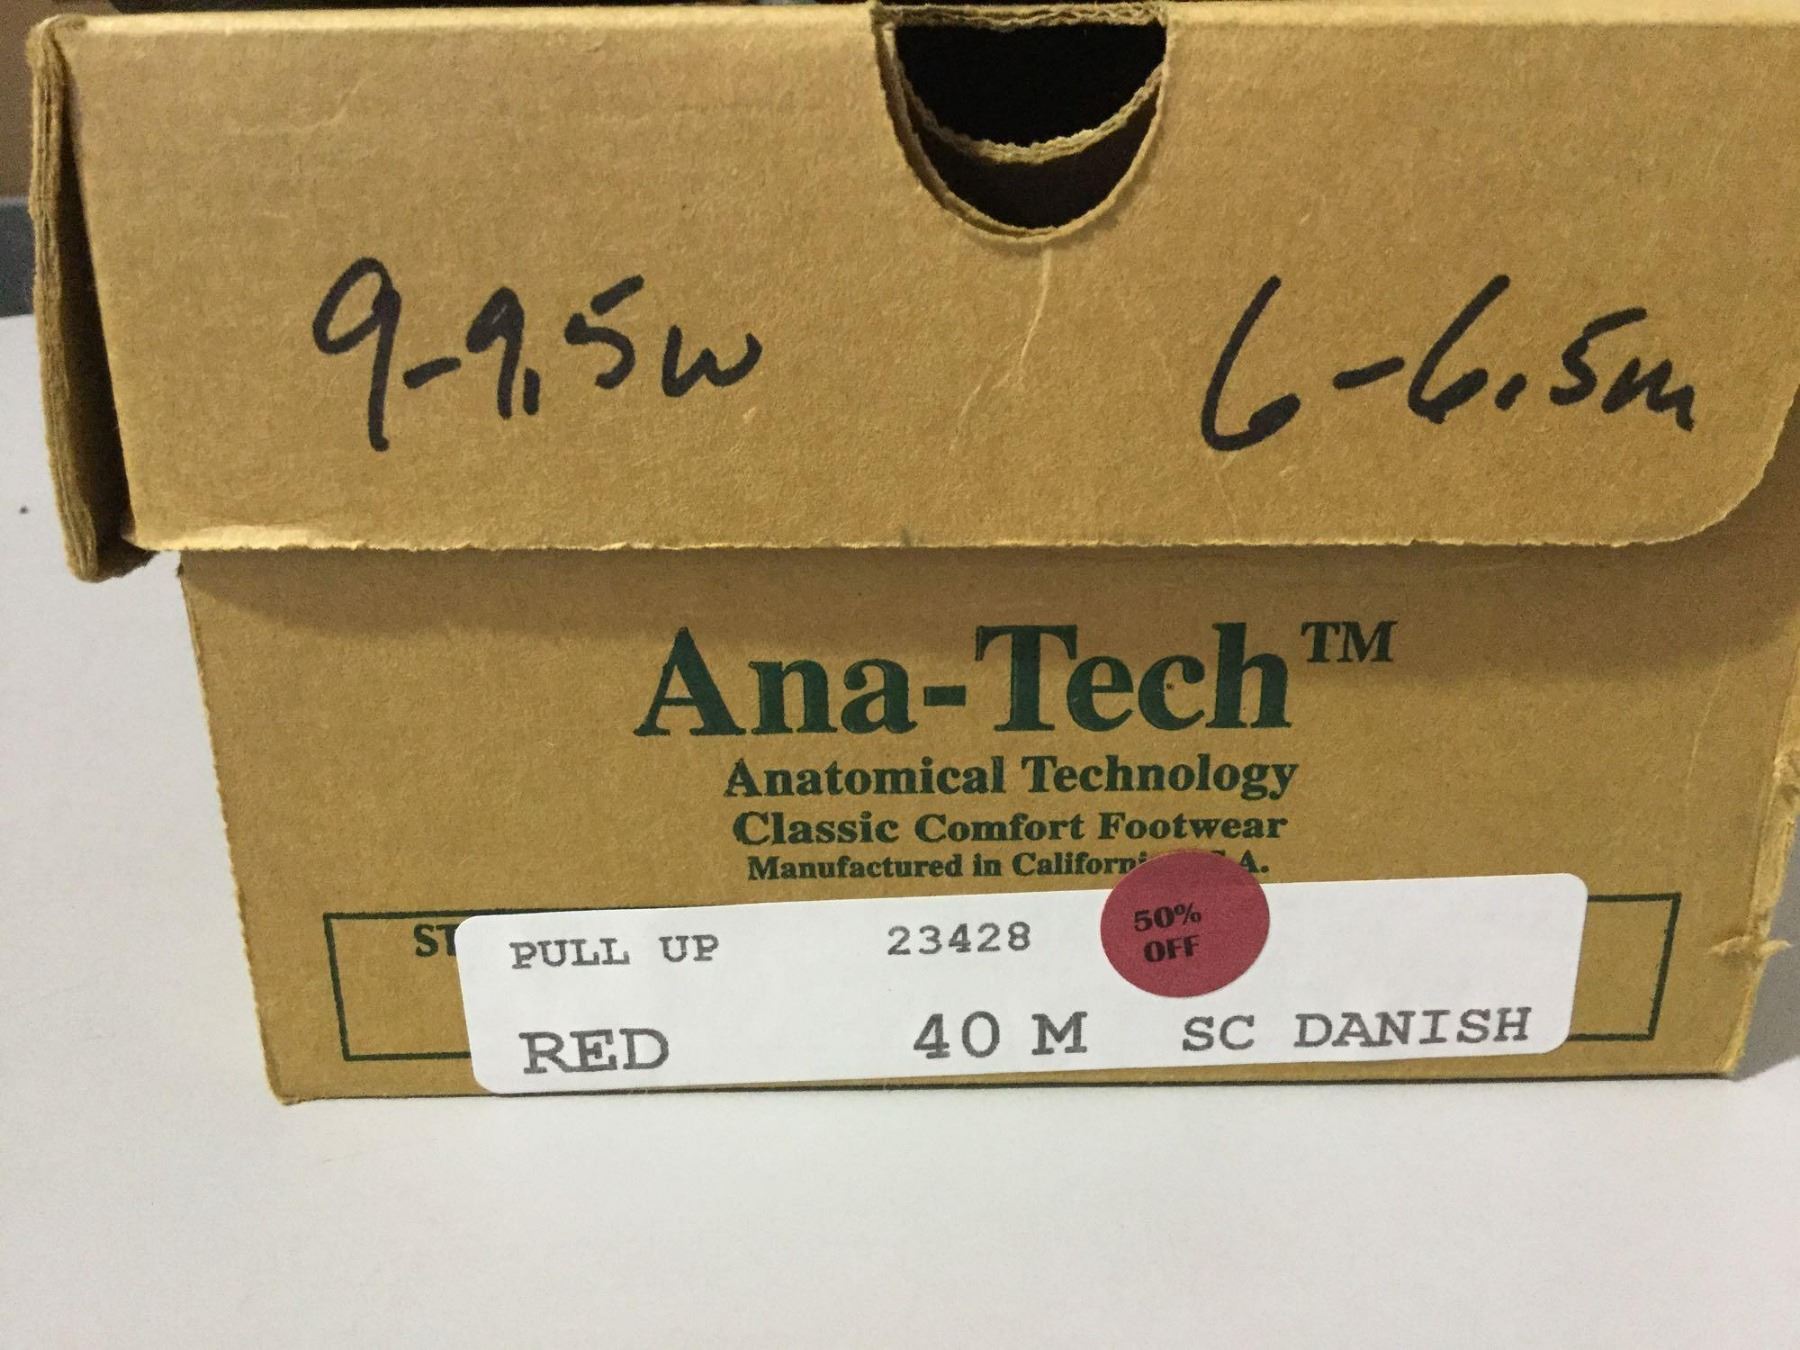 9-9.5w 6-6.5m
Ana-Tech™
Anatomical Technology
Classic Comfort Footwear
Manufactured in A.
PULL UP 23428
50%
OFF
RED 40 M SC DANISH